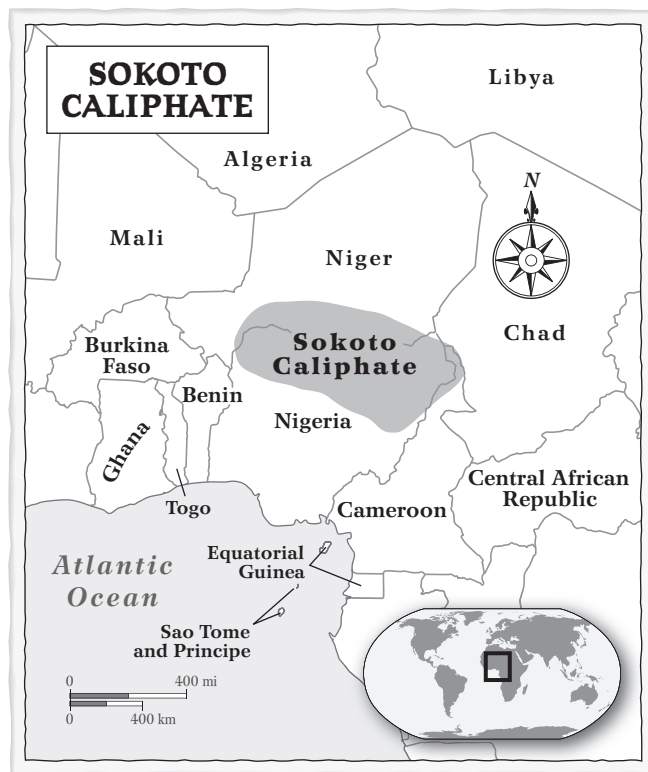 SOKOTO
CALIPHATE
Libya
Algeria
N
Mali
Niger
Chad
Sokoto
Caliphate
Burkina
Faso
Benin
Nigeria
Ghana
Togo
Central African
Republic
Cameroon
Equatorial
Guinea
Atlantic
Ocean
Sao Tome
and Principe
0 400 mi
0 400 km